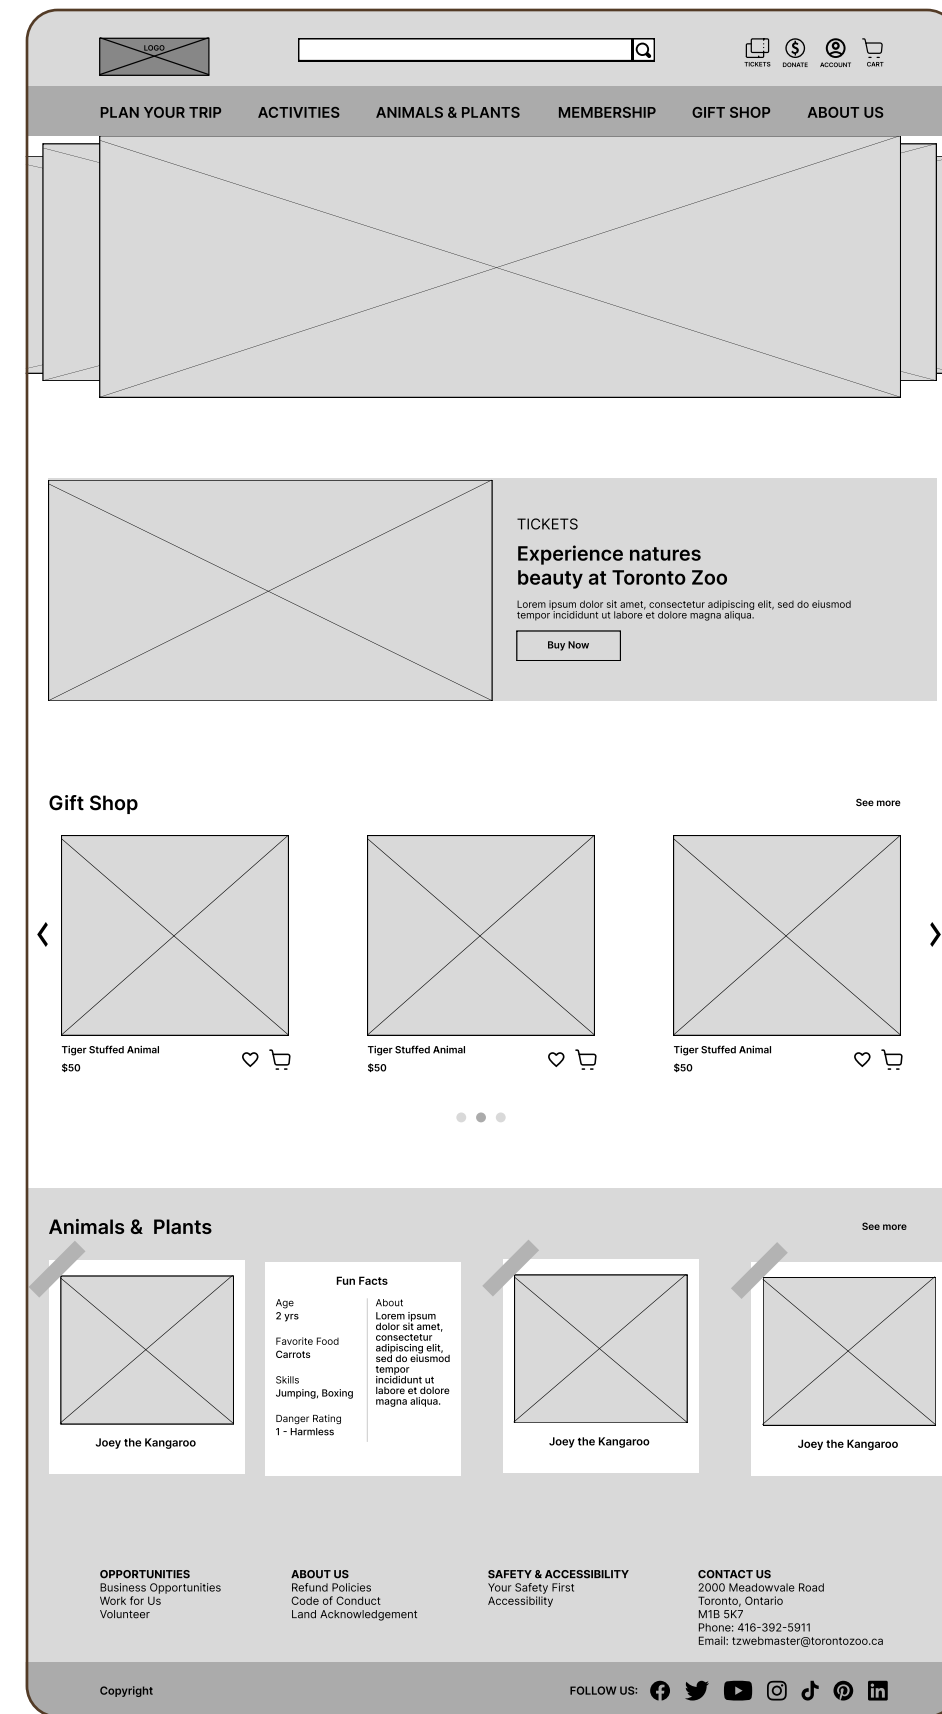 LOGO
TICKETS
DONATE
ACCOUNT
CART
PLAN YOUR TRIP
ACTIVITIES
ANIMALS & PLANTS
MEMBERSHIP
GIFT SHOP
ABOUT US
TICKETS
Experience natures
beauty at Toronto Zoo
Lorem ipsum dolor sit amet, consectetur adipiscing elit, sed do eiusmod
tempor incididunt ut labore et dolore magna aliqua.
Buy Now
Gift Shop
See more
Tiger Stuffed Animal
$50
Tiger Stuffed Animal
$50
Tiger Stuffed Animal
$50
Animals & Plants
See more
Joey the Kangaroo
Fun Facts
Age
2 yrs
Favorite Food
Carrots
Skills
Jumping, Boxing
Danger Rating
1 - Harmless
About
Lorem ipsum
dolor sit amet,
consectetur
adipiscing elit,
sed do eiusmod
tempor
incididunt ut
labore et dolore
magna aliqua.
Joey the Kangaroo
Joey the Kangaroo
OPPORTUNITIES
Business Opportunities
Work for Us
Volunteer
ABOUT US
Refund Policies
Code of Conduct
Land Acknowledgement
SAFETY & ACCESSIBILITY
Your Safety First
Accessibility
CONTACT US
2000 Meadowvale Road
Toronto, Ontario
M1B 5K7
Phone: 416-392-5911
Email: tzwebmaster@torontozoo.ca
Copyright
FOLLOW US: